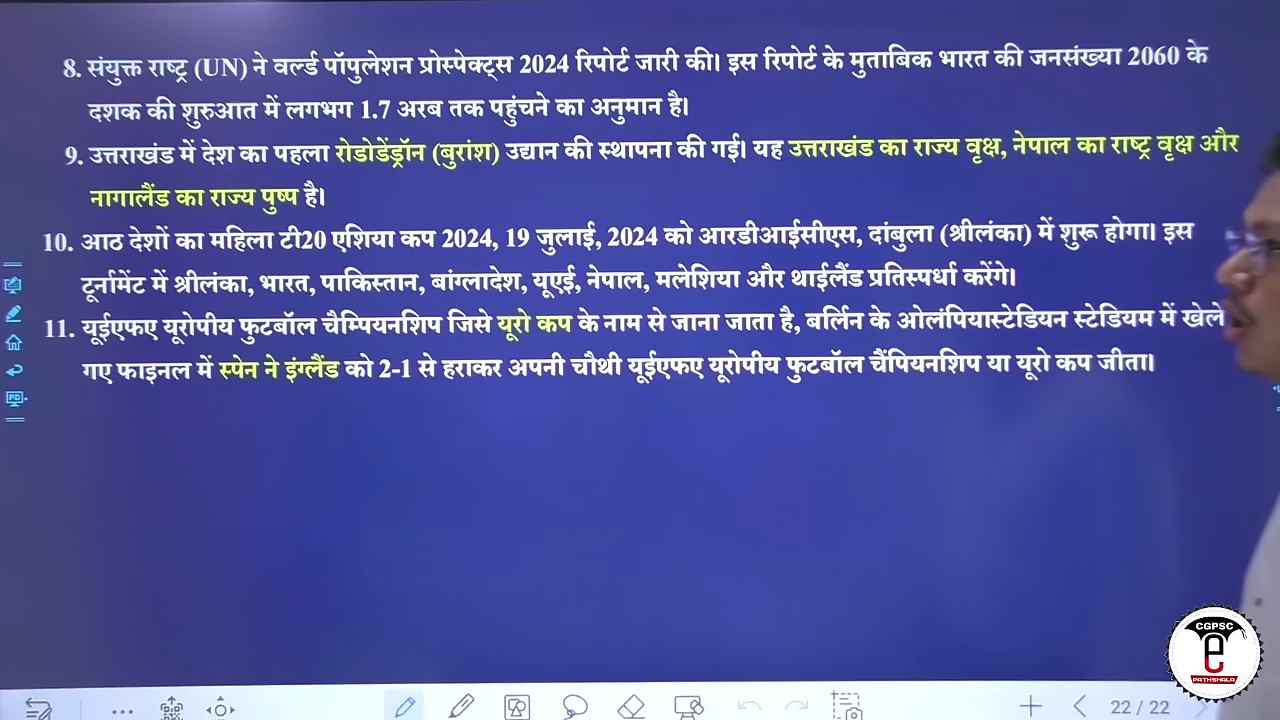 8. संयुक्त राष्ट्र (UN) ने वर्ल्ड पॉपुलेशन प्रोस्पेक्ट्स 2024 रिपोर्ट जारी की। इस रिपोर्ट के मुताबिक भारत की जनसंख्या 2060 के
दशक की शुरुआत में लगभग 1.7 अरब तक पहुंचने का अनुमान है।
9. उत्तराखंड में देश का पहला रोडोडेंड्रॉन (बुरांश) उद्यान की स्थापना की गई। यह उत्तराखंड का राज्य वृक्ष, नेपाल का राष्ट्र वृक्ष और
नागालैंड का राज्य पुष्प है।
10. आठ देशों का महिला टी20 एशिया कप 2024, 19 जुलाई, 2024 को आरडीआईसीएस, दांबुला (श्रीलंका) में शुरू होगा। इस
टूर्नामेंट में श्रीलंका, भारत, पाकिस्तान, बांग्लादेश, यूएई, नेपाल, मलेशिया और थाईलैंड प्रतिस्पर्धा करेंगे।
11. यूईएफए यूरोपीय फुटबॉल चैम्पियनशिप जिसे यूरो कप के नाम से जाना जाता है, बर्लिन के ओलंपियास्टेडियन स्टेडियम में खेले
गए फाइनल में स्पेन ने इंग्लैंड को 2-1 से हराकर अपनी चौथी यूईएफए यूरोपीय फुटबॉल चैंपियनशिप या यूरो कप जीता।
CGPSC
e
PATHSHALA
22 / 22